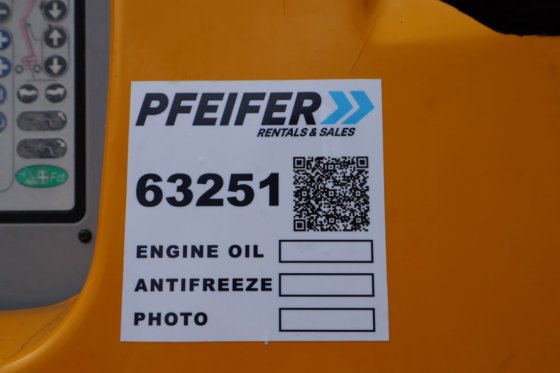 PFEIFER
RENTALS & SALES
63251
ENGINE OIL
ANTIFREEZE
PHOTO